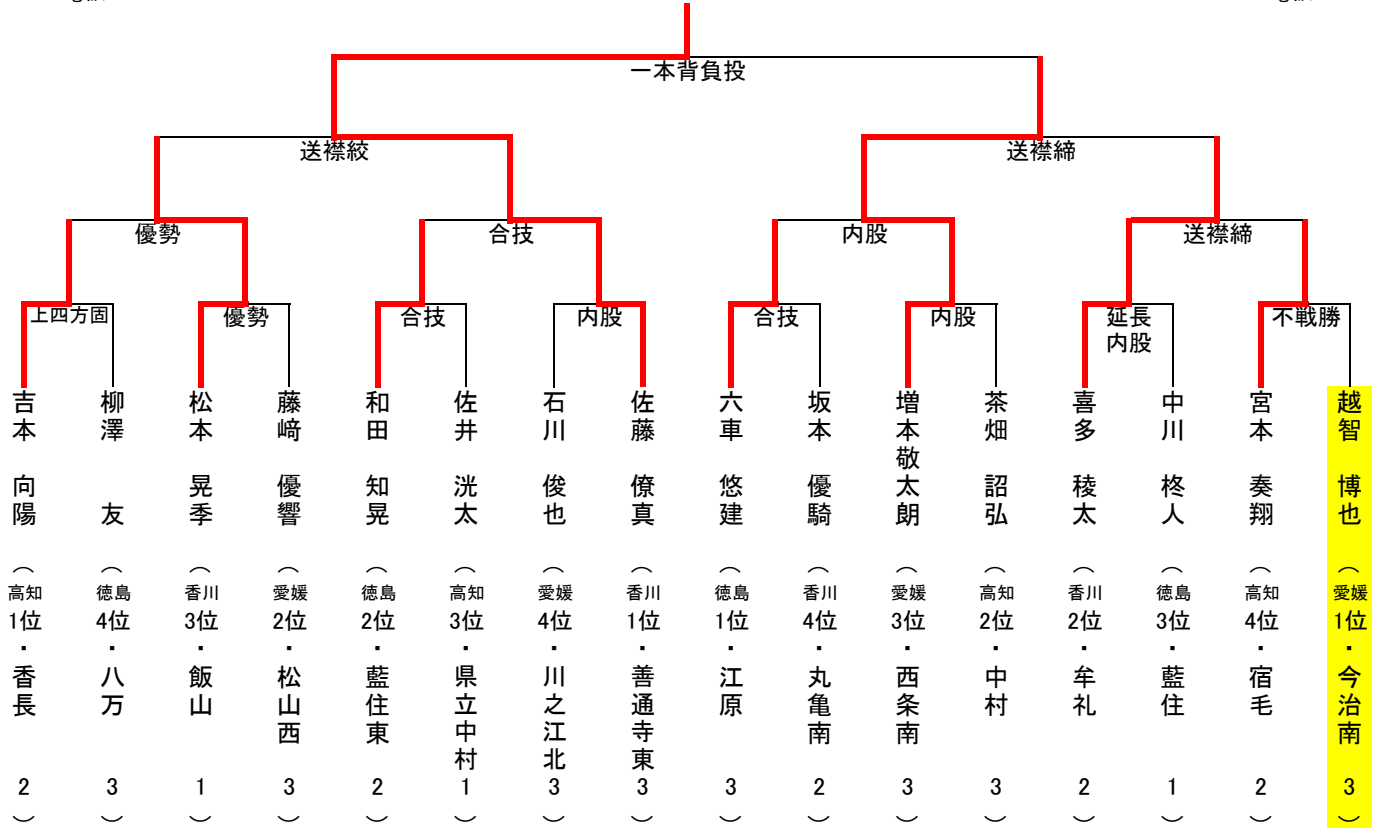 一本背負投
送襟絞
送襟締
優勢
合技
内股
送襟締
上四方固
優勢
合技
内股
合技
内股
延長
内股
不戦勝
吉本 向陽 （高知1位・香長 2）
柳澤 友 （徳島4位・八万 3）
松本 晃季 （香川3位・飯山 1）
藤﨑 優響 （愛媛2位・松山西 3）
和田 知晃 （徳島2位・藍住東 2）
佐井 洸太 （高知3位・県立中村 1）
石川 俊也 （愛媛4位・川之江北 3）
佐藤 僚真 （香川1位・善通寺東 3）
六車 悠建 （徳島1位・江原 3）
坂本 優騎 （香川4位・丸亀南 2）
増本敬太朗 （愛媛3位・西条南 3）
茶畑 詔弘 （高知2位・中村 3）
喜多 稜太 （香川2位・牟礼 2）
中川 柊人 （徳島3位・藍住 1）
宮本 奏翔 （高知4位・宿毛 2）
越智 博也 （愛媛1位・今治南 3）